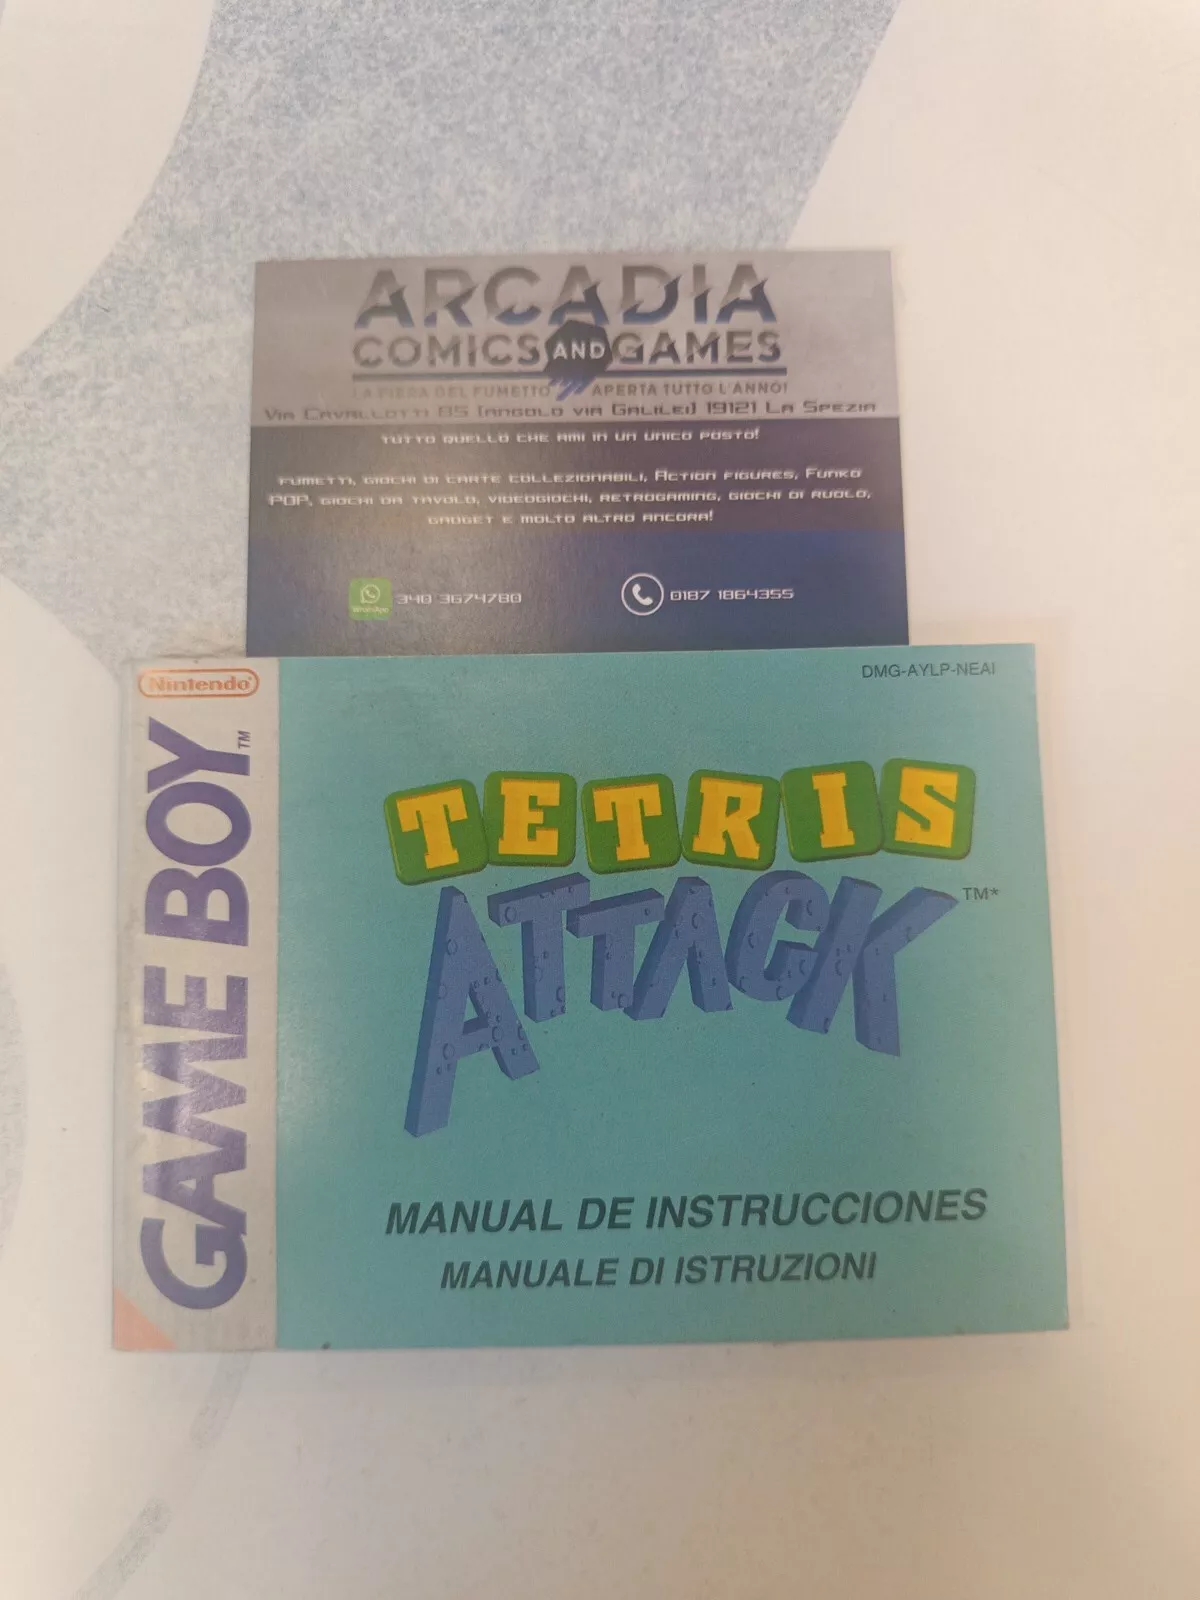 ARCADIA
COMICS AND GAMES
LA FIERA DEL FUMETTO APERTA TUTTO L'ANNO!
Via Cavallotti 85 (angolo via Galilei) 19121 La Spezia
tutto quello che ami in un unico posto!
fumetti, giochi di carte collezionabili, Action figures, Funko
POP, giochi da tavolo, videogiochi, retrogaming, giochi di ruolo,
gadget e molto altro ancora!
WhatsApp 340 3674780 0187 1864355
Nintendo
GAME BOY™
DMG-AYLP-NEAI
TETRIS
ATTACK TM*
MANUAL DE INSTRUCCIONES
MANUALE DI ISTRUZIONI